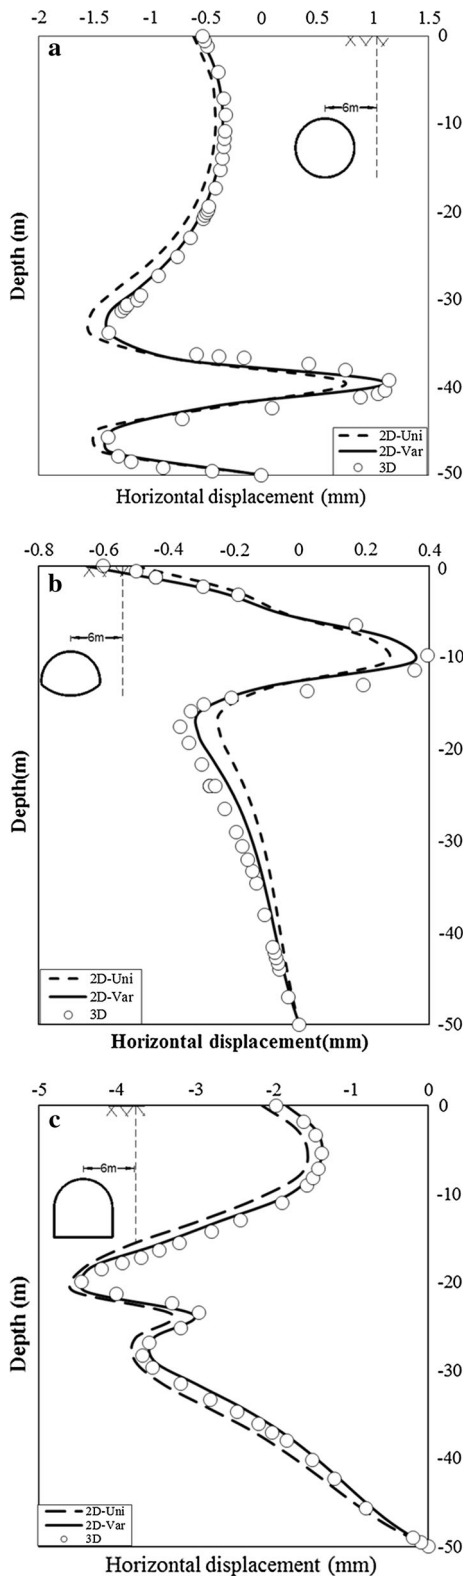 -2 -1.5 -1 -0.5 0 0.5 1 1.5
a
6m
0
-10
-20
-30
-40
-50
Depth (m)
2D-Uni
2D-Var
3D
Horizontal displacement (mm)
-0.8 -0.6 -0.4 -0.2 0 0.2 0.4
b
6m
0
-10
-20
-30
-40
-50
Depth(m)
2D-Uni
2D-Var
3D
Horizontal displacement(mm)
-5 -4 -3 -2 -1 0
c
6m
0
-10
-20
-30
-40
-50
Depth (m)
2D-Uni
2D-Var
3D
Horizontal displacement (mm)